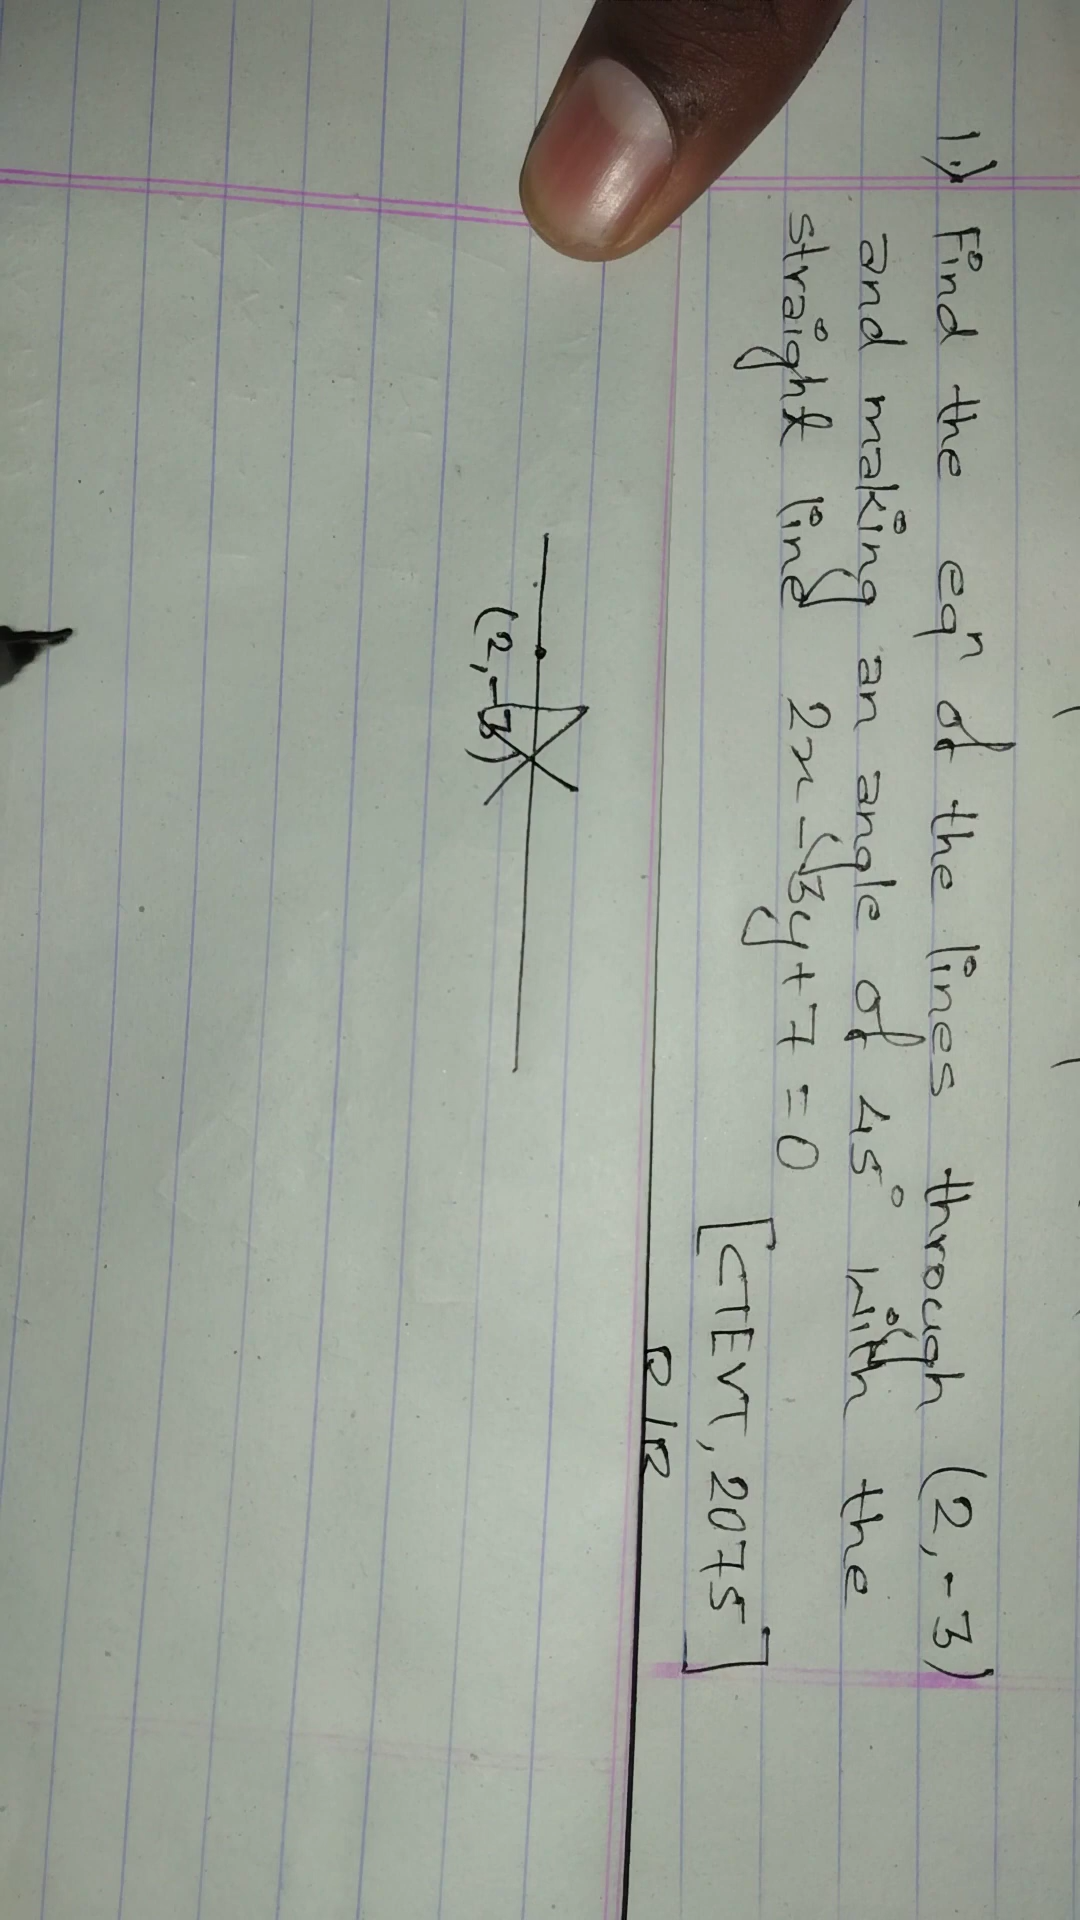 1.) Find the eqⁿ of the lines through (2,-3)
and making an angle of 45° with the
straight line 2x-3y+7=0
[CTEVT, 2075]
(2,-3)